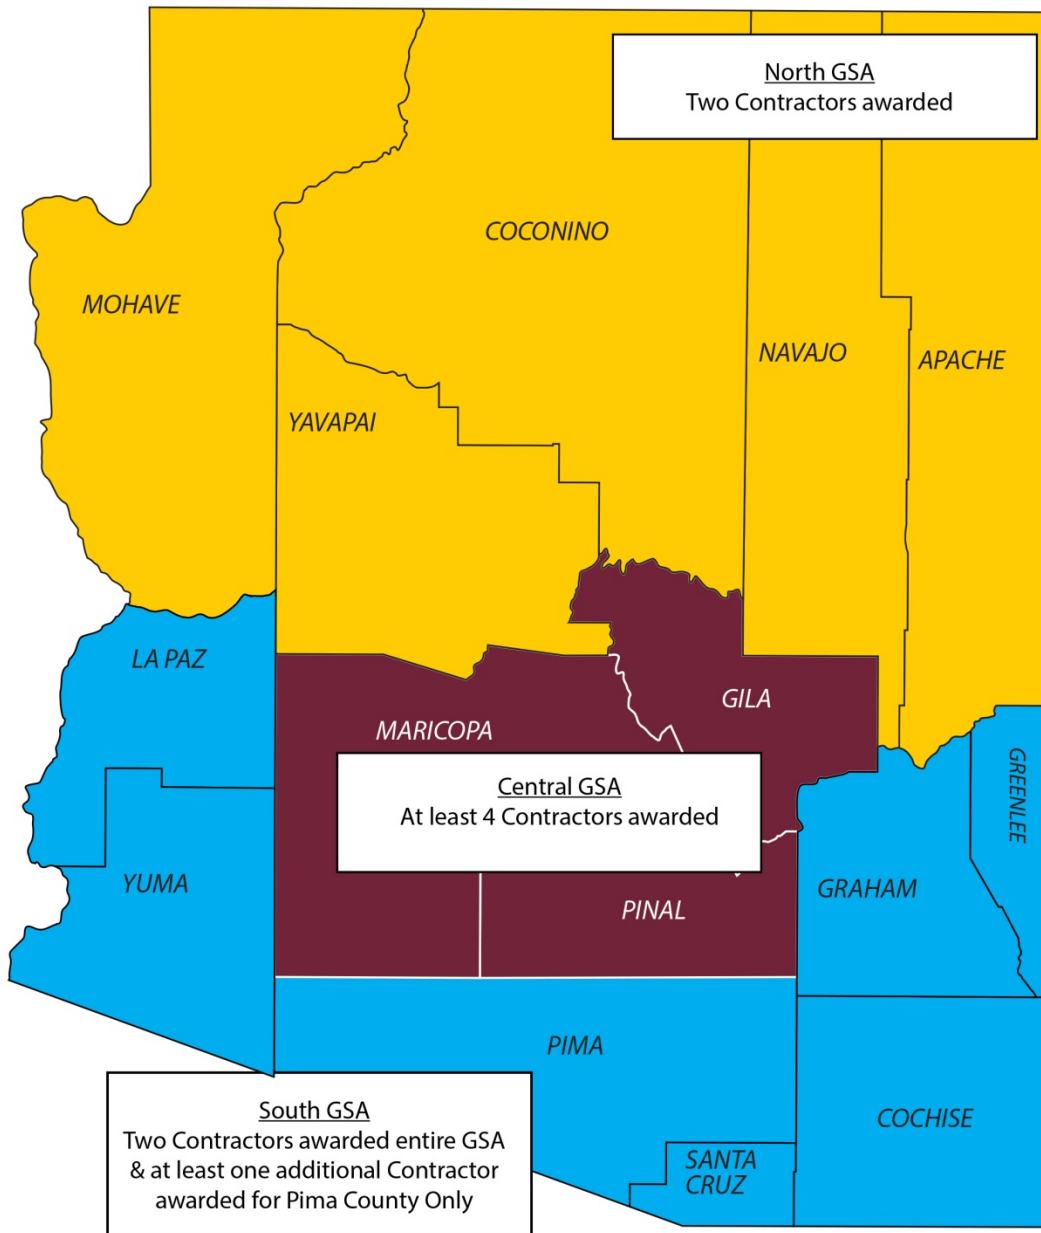 North GSA
Two Contractors awarded
COCONINO
MOHAVE
NAVAJO
APACHE
YAVAPAI
LA PAZ
GILA
MARICOPA
Central GSA
At least 4 Contractors awarded
GREENLEE
YUMA
GRAHAM
PINAL
PIMA
COCHISE
South GSA
Two Contractors awarded entire GSA
& at least one additional Contractor
awarded for Pima County Only
SANTA
CRUZ